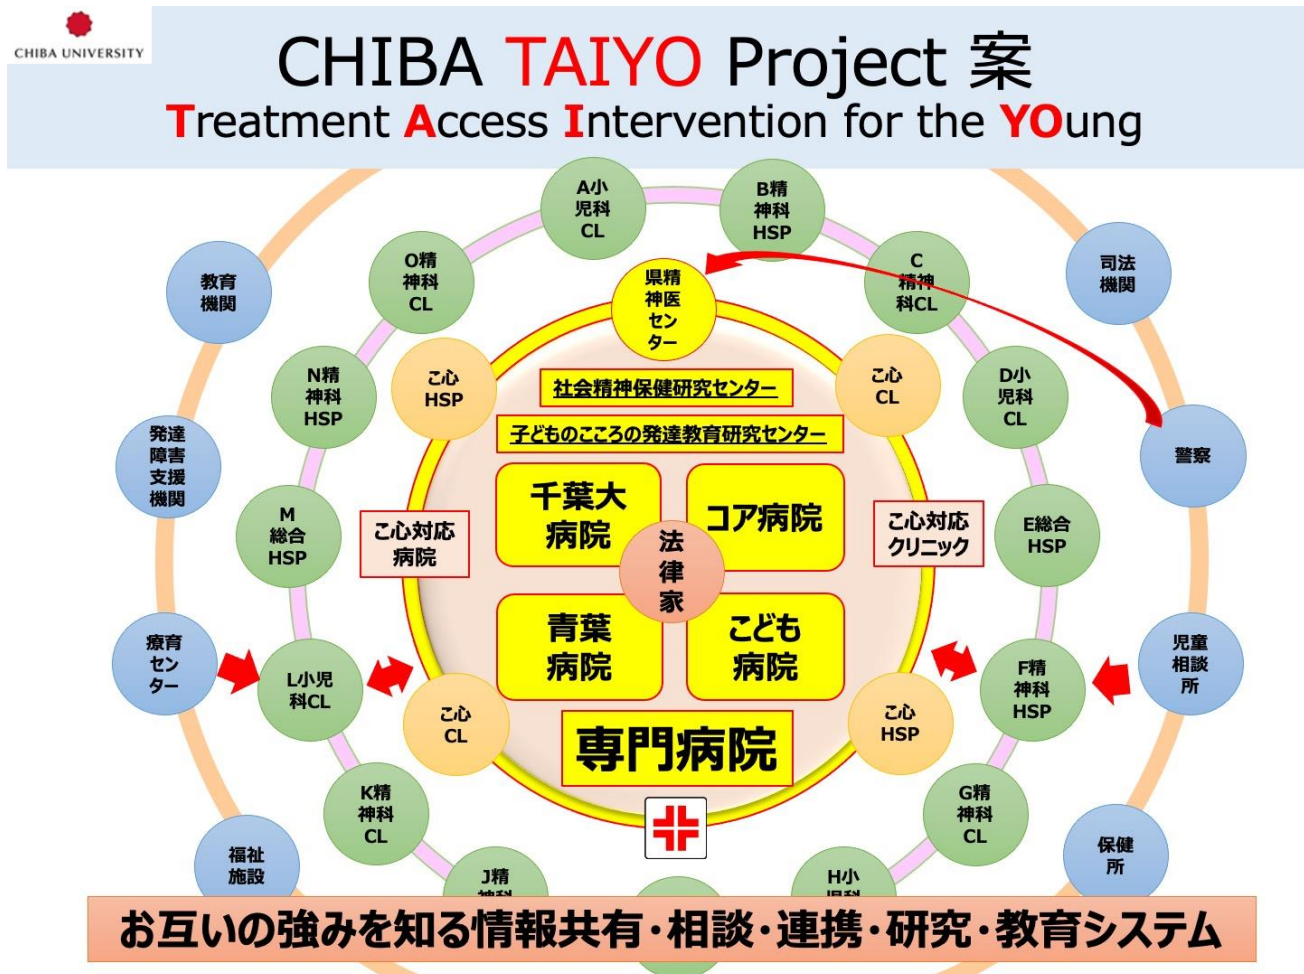 CHIBA UNIVERSITY
CHIBA TAIYO Project 案
Treatment Access Intervention for the YOung
A小
児科
CL
B精
神科
HSP
O精
神科
CL
C
精神
科CL
教育
機関
司法
機関
県精
神医
セン
ター
N精
神科
HSP
こ心
HSP
こ心
CL
D小
児科
CL
社会精神保健研究センター
子どものこころの発達教育研究センター
発達
障害
支援
機関
警察
千葉大
病院
コア病院
M
総合
HSP
こ心対応
病院
法
律
家
こ心対応
クリニック
E総合
HSP
青葉
病院
こども
病院
療育
セン
ター
L小児
科CL
F精
神科
HSP
児童
相談
所
こ心
CL
こ心
HSP
専門病院
K精
神科
CL
G精
神科
CL
福祉
施設
保健
所
J精
神科
H小
児科
お互いの強みを知る情報共有・相談・連携・研究・教育システム